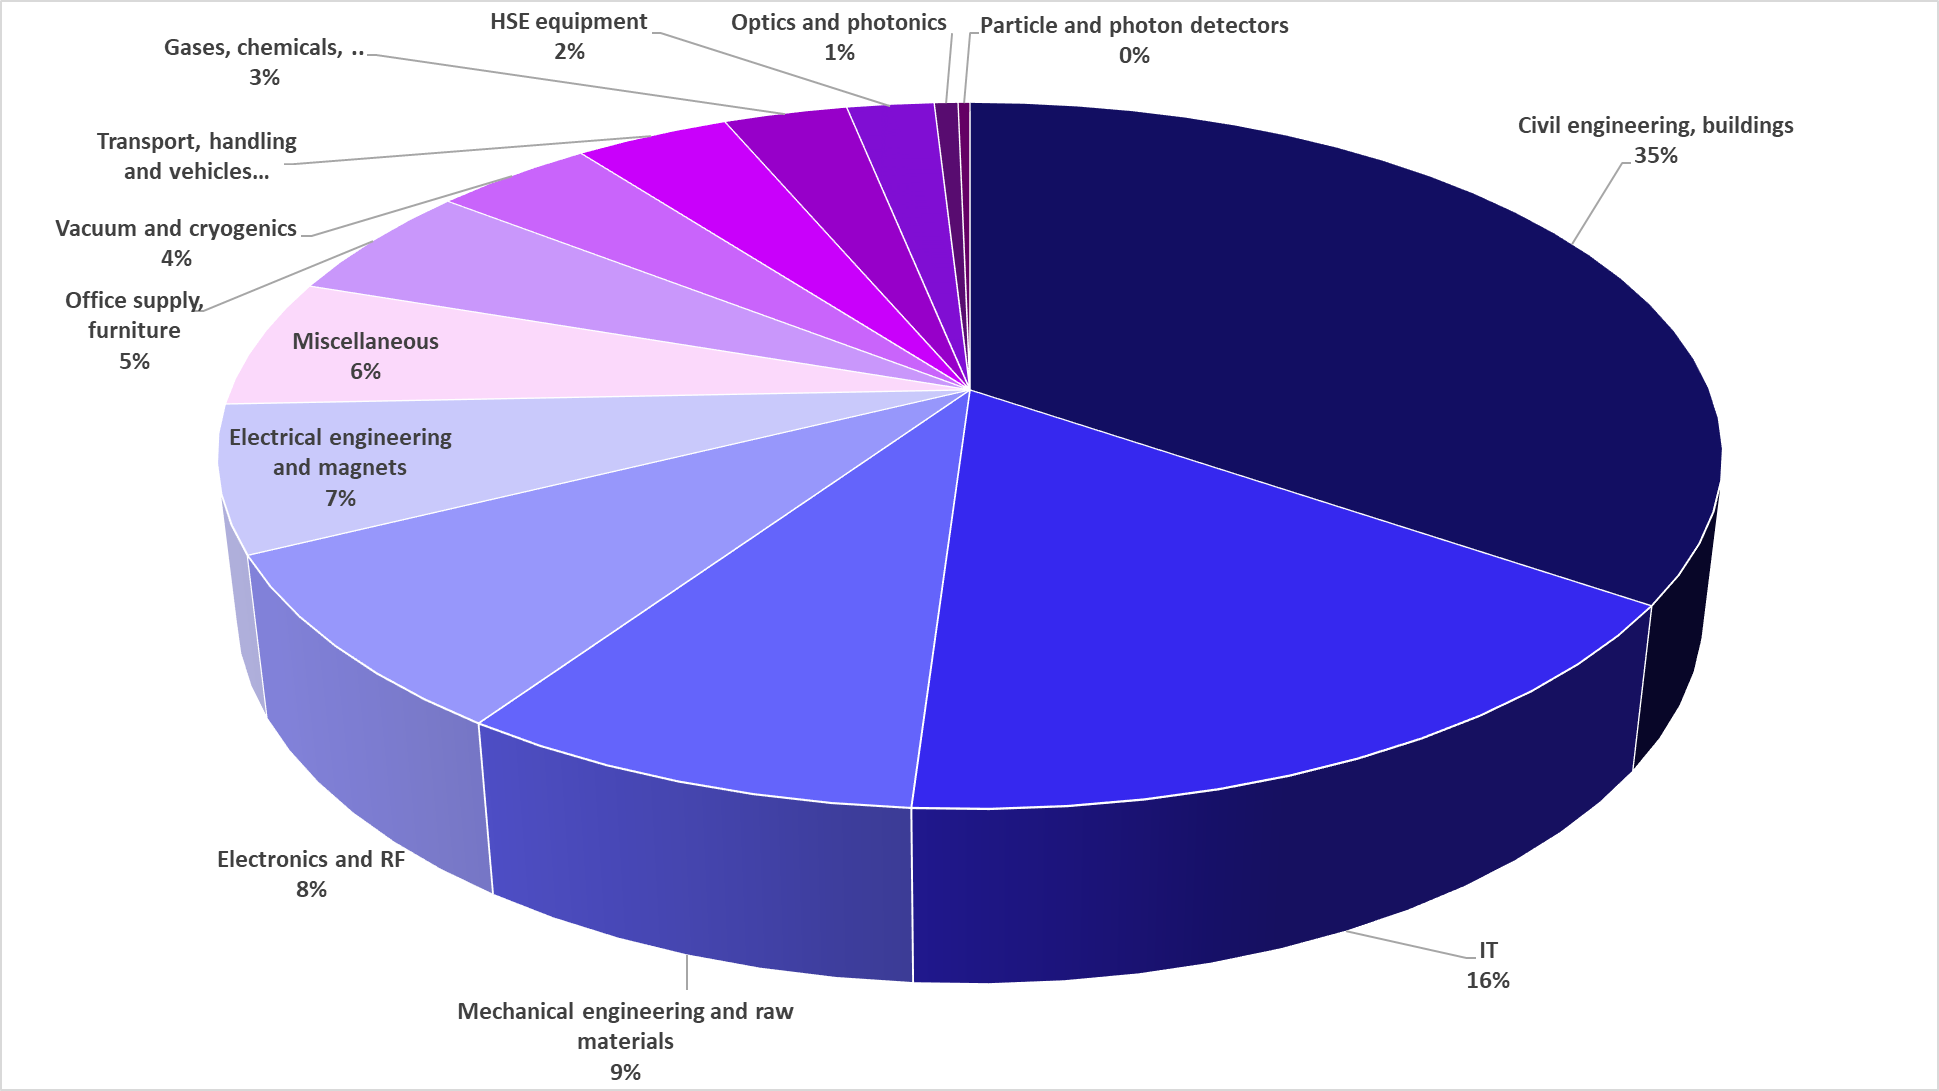 HSE equipment
2%
Optics and photonics
1%
Particle and photon detectors
0%
Gases, chemicals, ..
3%
Civil engineering, buildings
35%
Transport, handling
and vehicles...
Vacuum and cryogenics
4%
Office supply,
furniture
5%
Miscellaneous
6%
Electrical engineering
and magnets
7%
Electronics and RF
8%
IT
16%
Mechanical engineering and raw
materials
9%